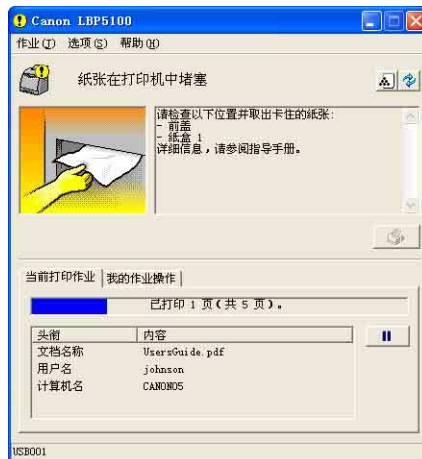 Canon LBP5100
作业(J) 选项(S) 帮助(H)
纸张在打印机中堵塞
请检查以下位置并取出卡住的纸张:
- 前盖
- 纸盒 1
详细信息，请参阅指导手册。
当前打印作业 我的作业操作
已打印 1 页(共 5 页)。
头衔 内容
文档名称 UsersGuide.pdf
用户名 johnson
计算机名 CANON05
USB001